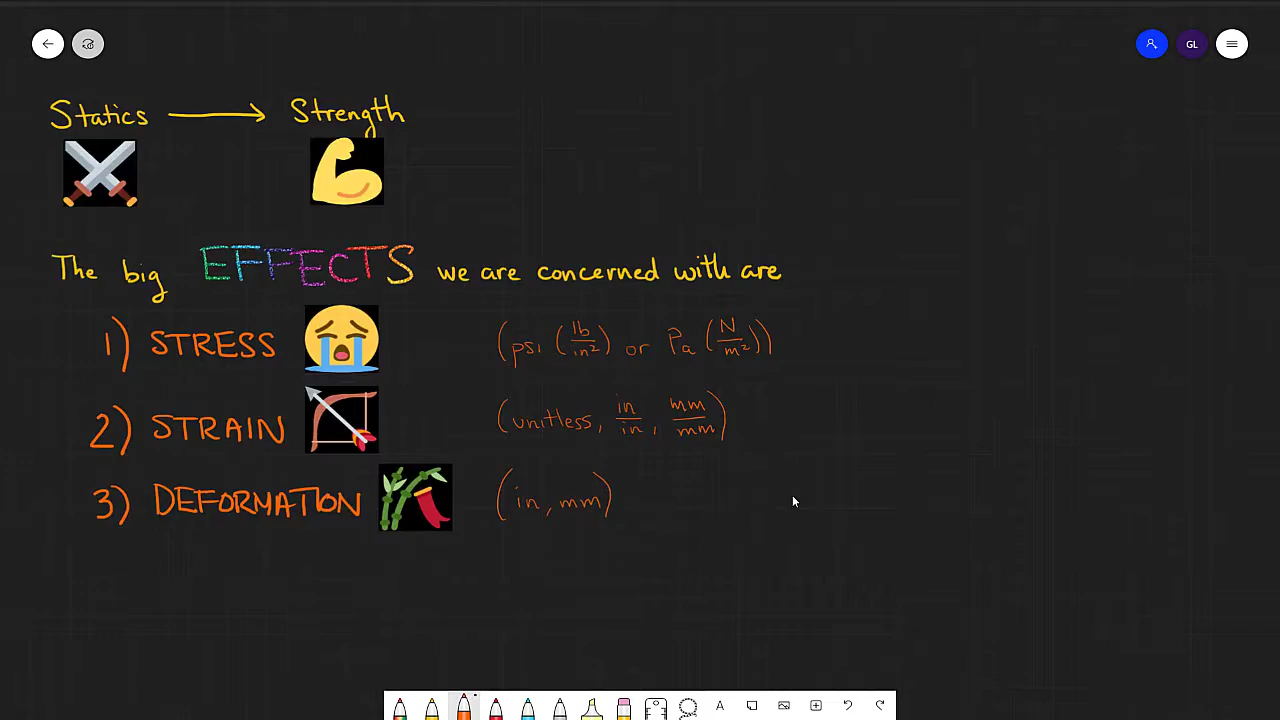 GL
Statics → Strength
The big EFFECTS we are concerned with are
1) STRESS (psi (lb/in²) or Pa (N/m²))
2) STRAIN (unitless, in/in, mm/mm)
3) DEFORMATION (in, mm)
A